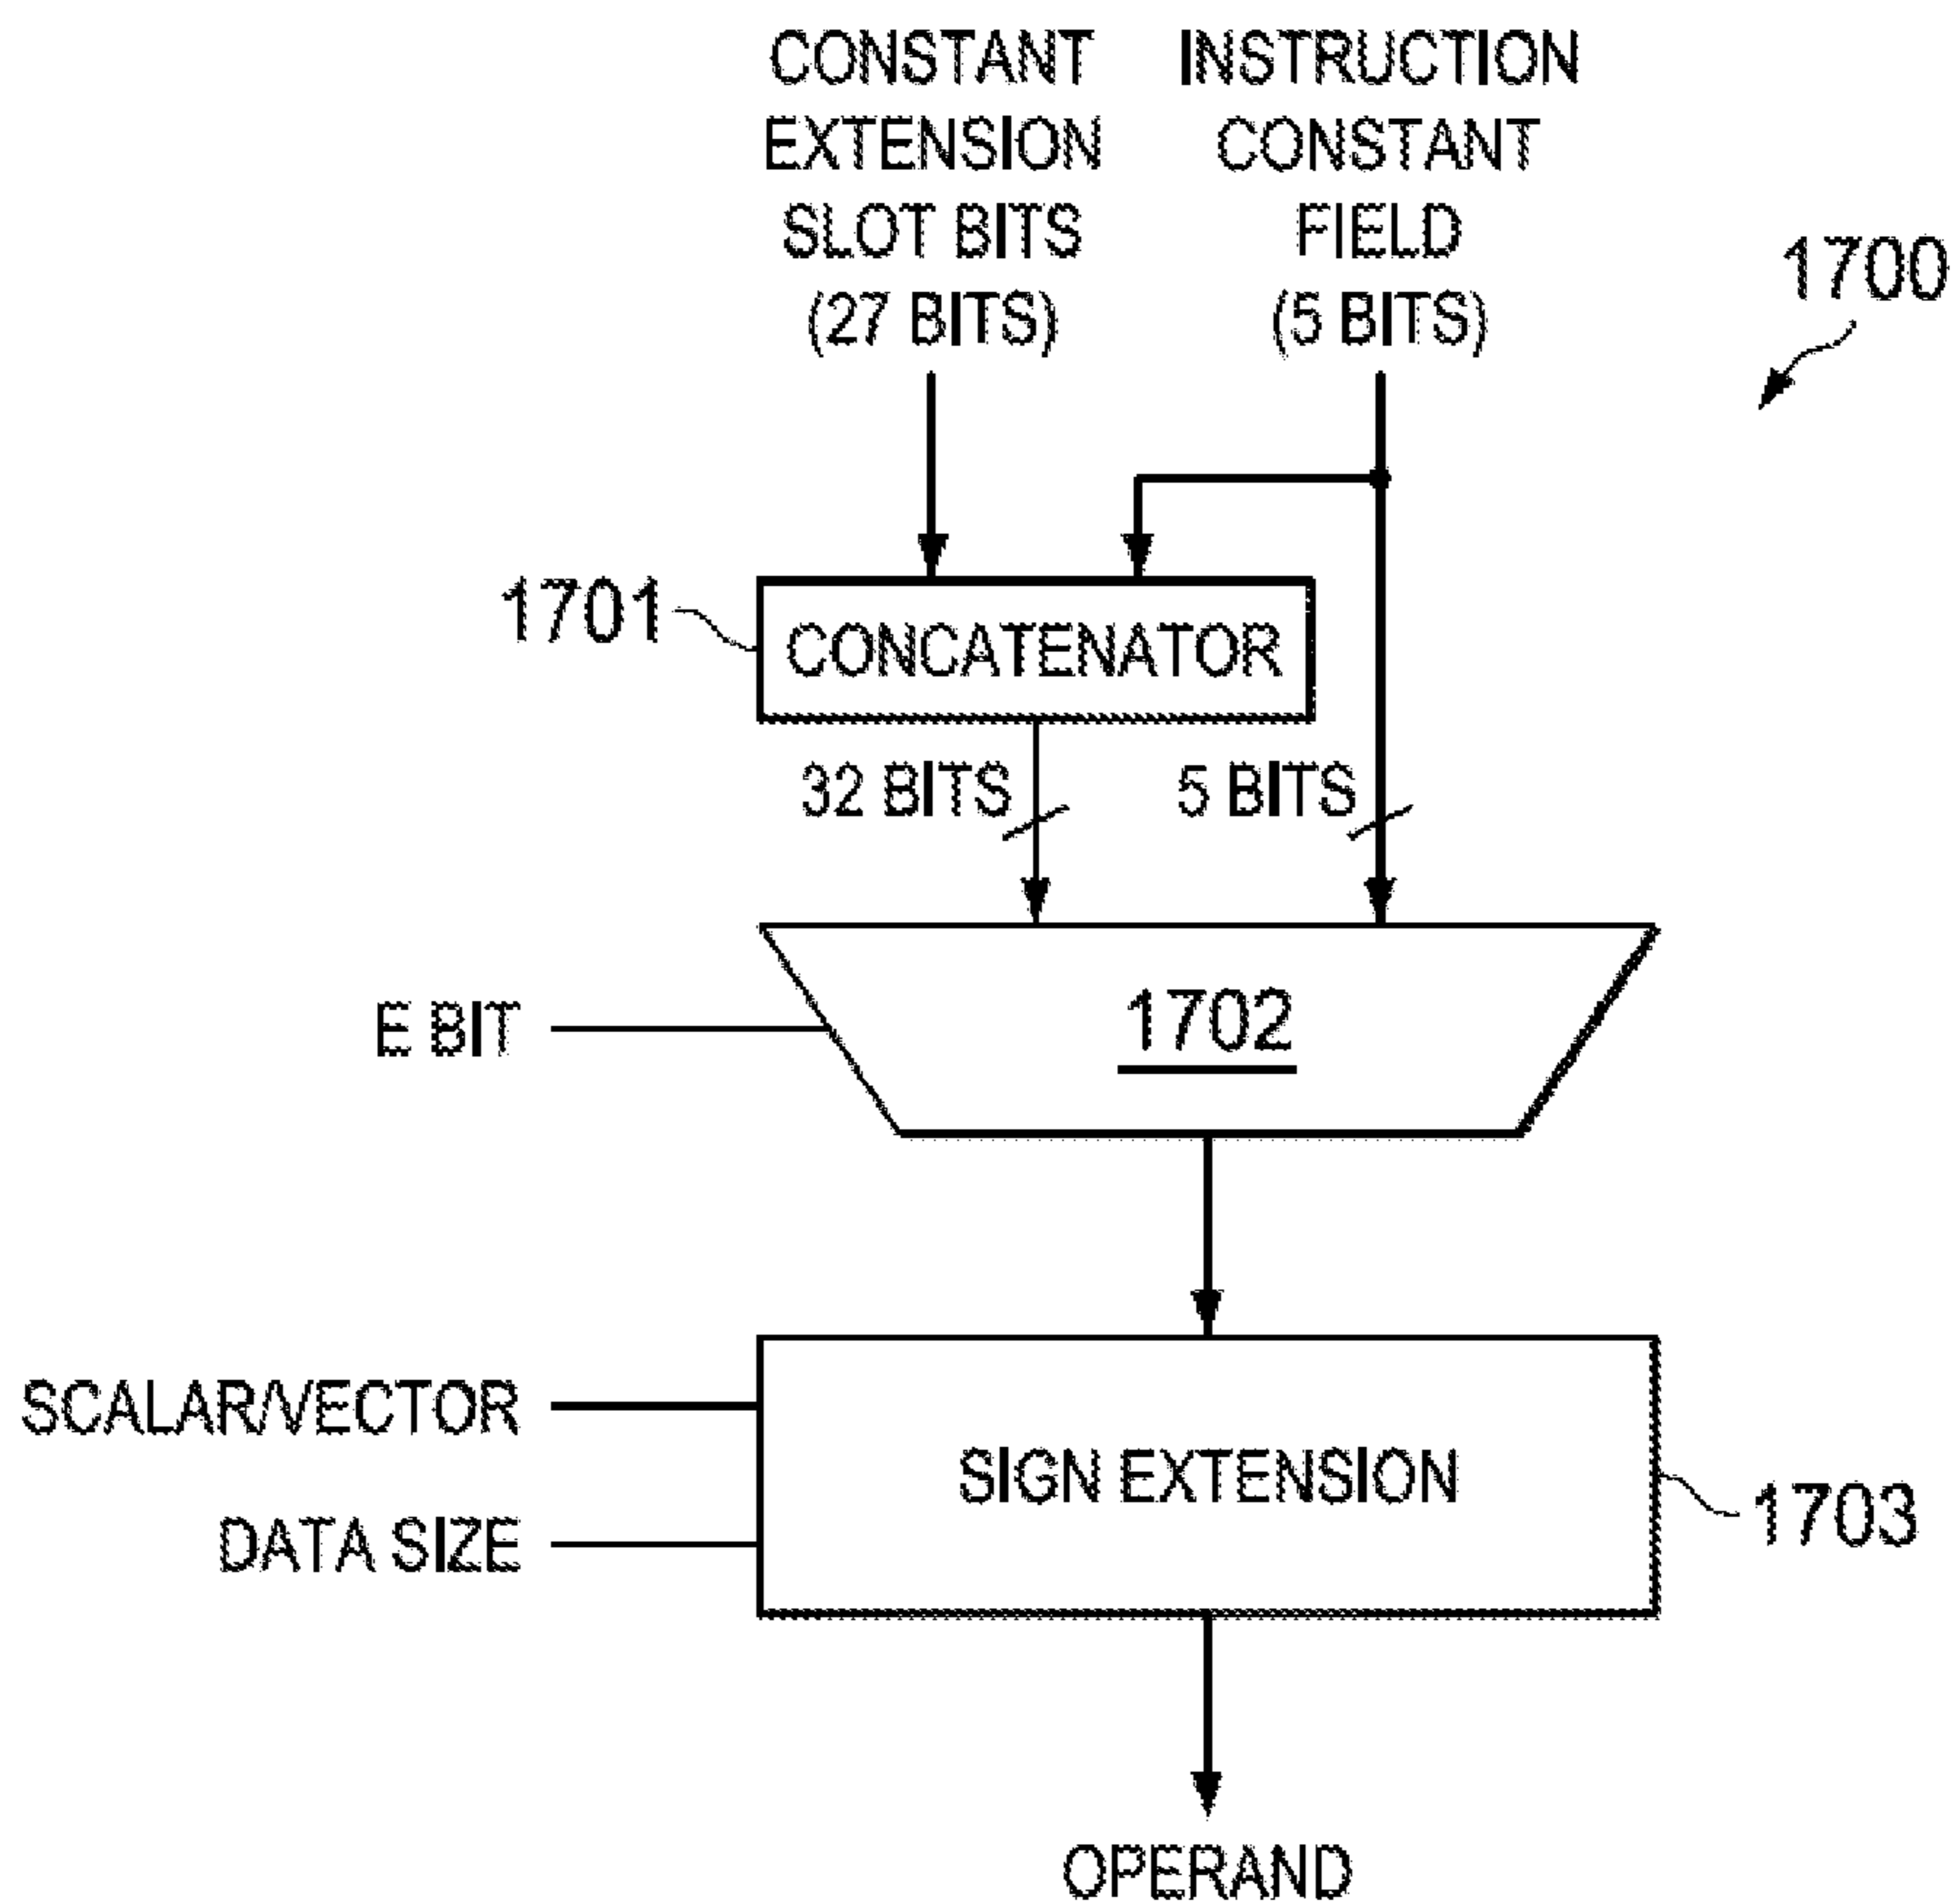 CONSTANT
EXTENSION
SLOT BITS
(27 BITS)
INSTRUCTION
CONSTANT
FIELD
(5 BITS)
1700
1701
CONCATENATOR
32 BITS
5 BITS
E BIT
1702
SCALAR/VECTOR
DATA SIZE
SIGN EXTENSION
1703
OPERAND